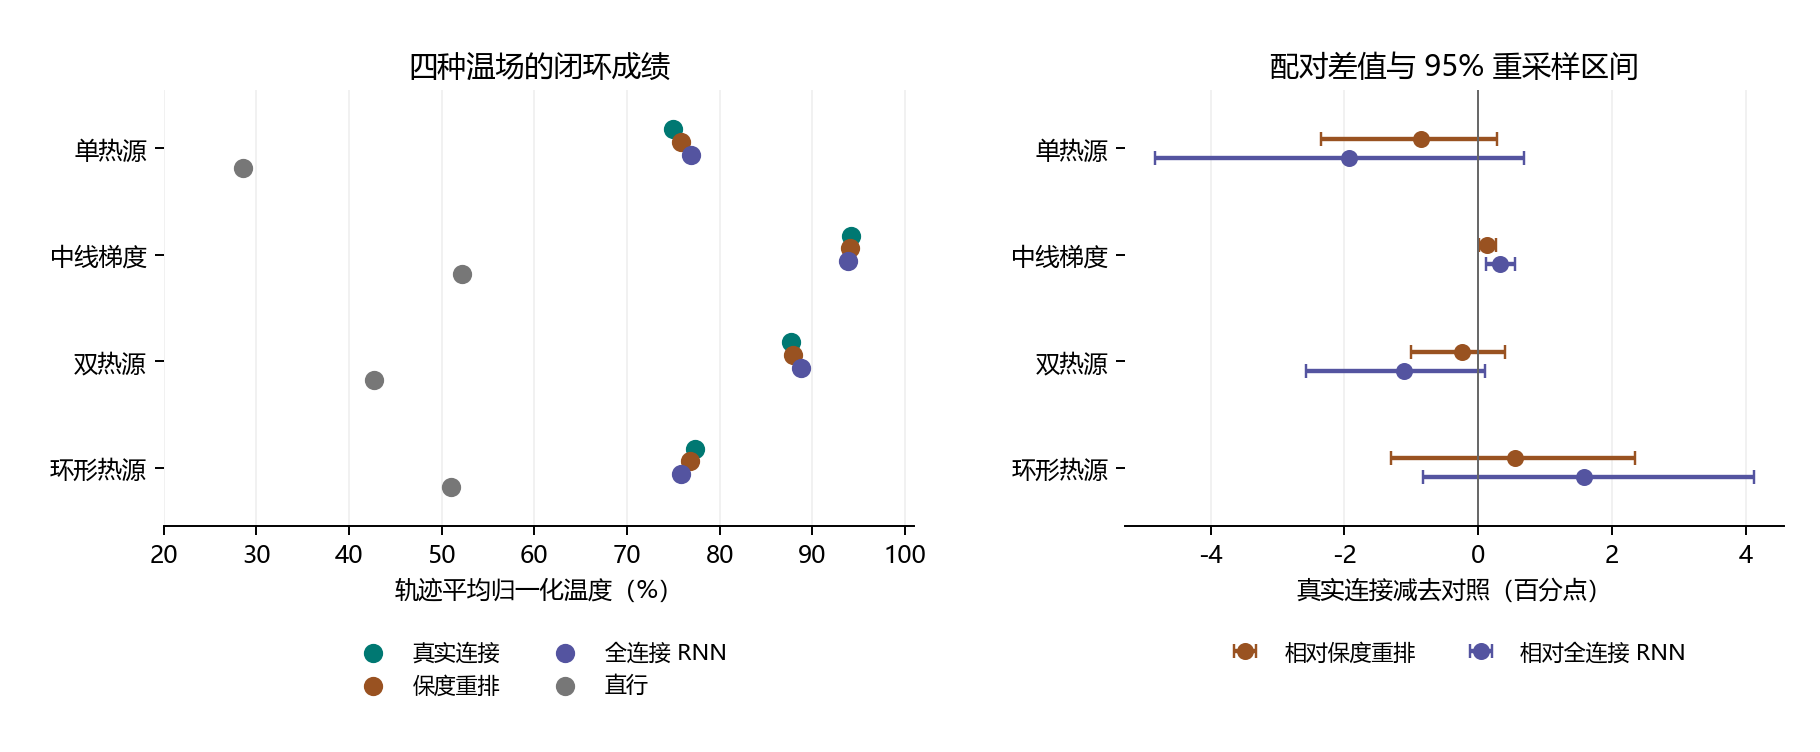 四种温场的闭环成绩
单热源
中线梯度
双热源
环形热源
20 30 40 50 60 70 80 90 100
轨迹平均归一化温度（%）
真实连接 全连接 RNN
保度重排 直行
配对差值与 95% 重采样区间
单热源
中线梯度
双热源
环形热源
-4 -2 0 2 4
真实连接减去对照（百分点）
相对保度重排 相对全连接 RNN